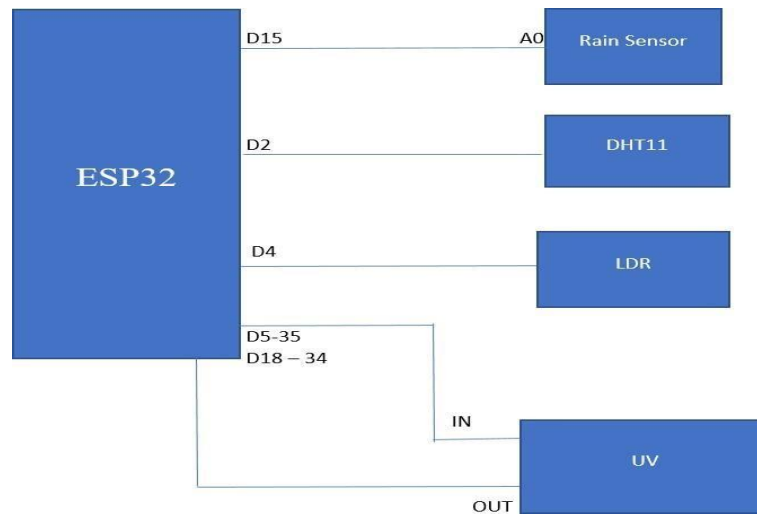 D15
A0
Rain Sensor
D2
DHT11
ESP32
D4
LDR
D5-35
D18 – 34
IN
UV
OUT